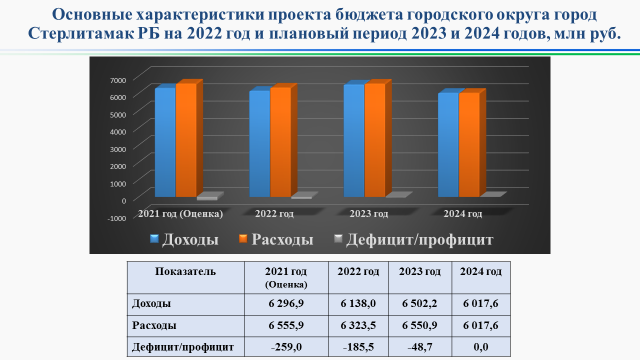 Основные характеристики проекта бюджета городского округа город
Стерлитамак РБ на 2022 год и плановый период 2023 и 2024 годов, млн руб.
7000
6000
5000
4000
3000
2000
1000
0
-1000
2021 год (Оценка) 2022 год 2023 год 2024 год
Доходы Расходы Дефицит/профицит
Показатель 2021 год (Оценка) 2022 год 2023 год 2024 год
Доходы 6 296,9 6 138,0 6 502,2 6 017,6
Расходы 6 555,9 6 323,5 6 550,9 6 017,6
Дефицит/профицит -259,0 -185,5 -48,7 0,0